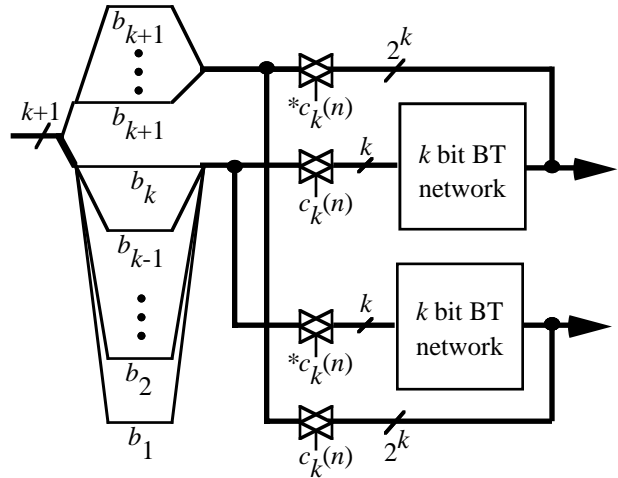 b_{k+1}
b_{k+1}
k+1
b_k
b_{k-1}
b_2
b_1
2^k
*c_k(n)
k
c_k(n)
k bit BT
network
k
*c_k(n)
k bit BT
network
c_k(n)
2^k